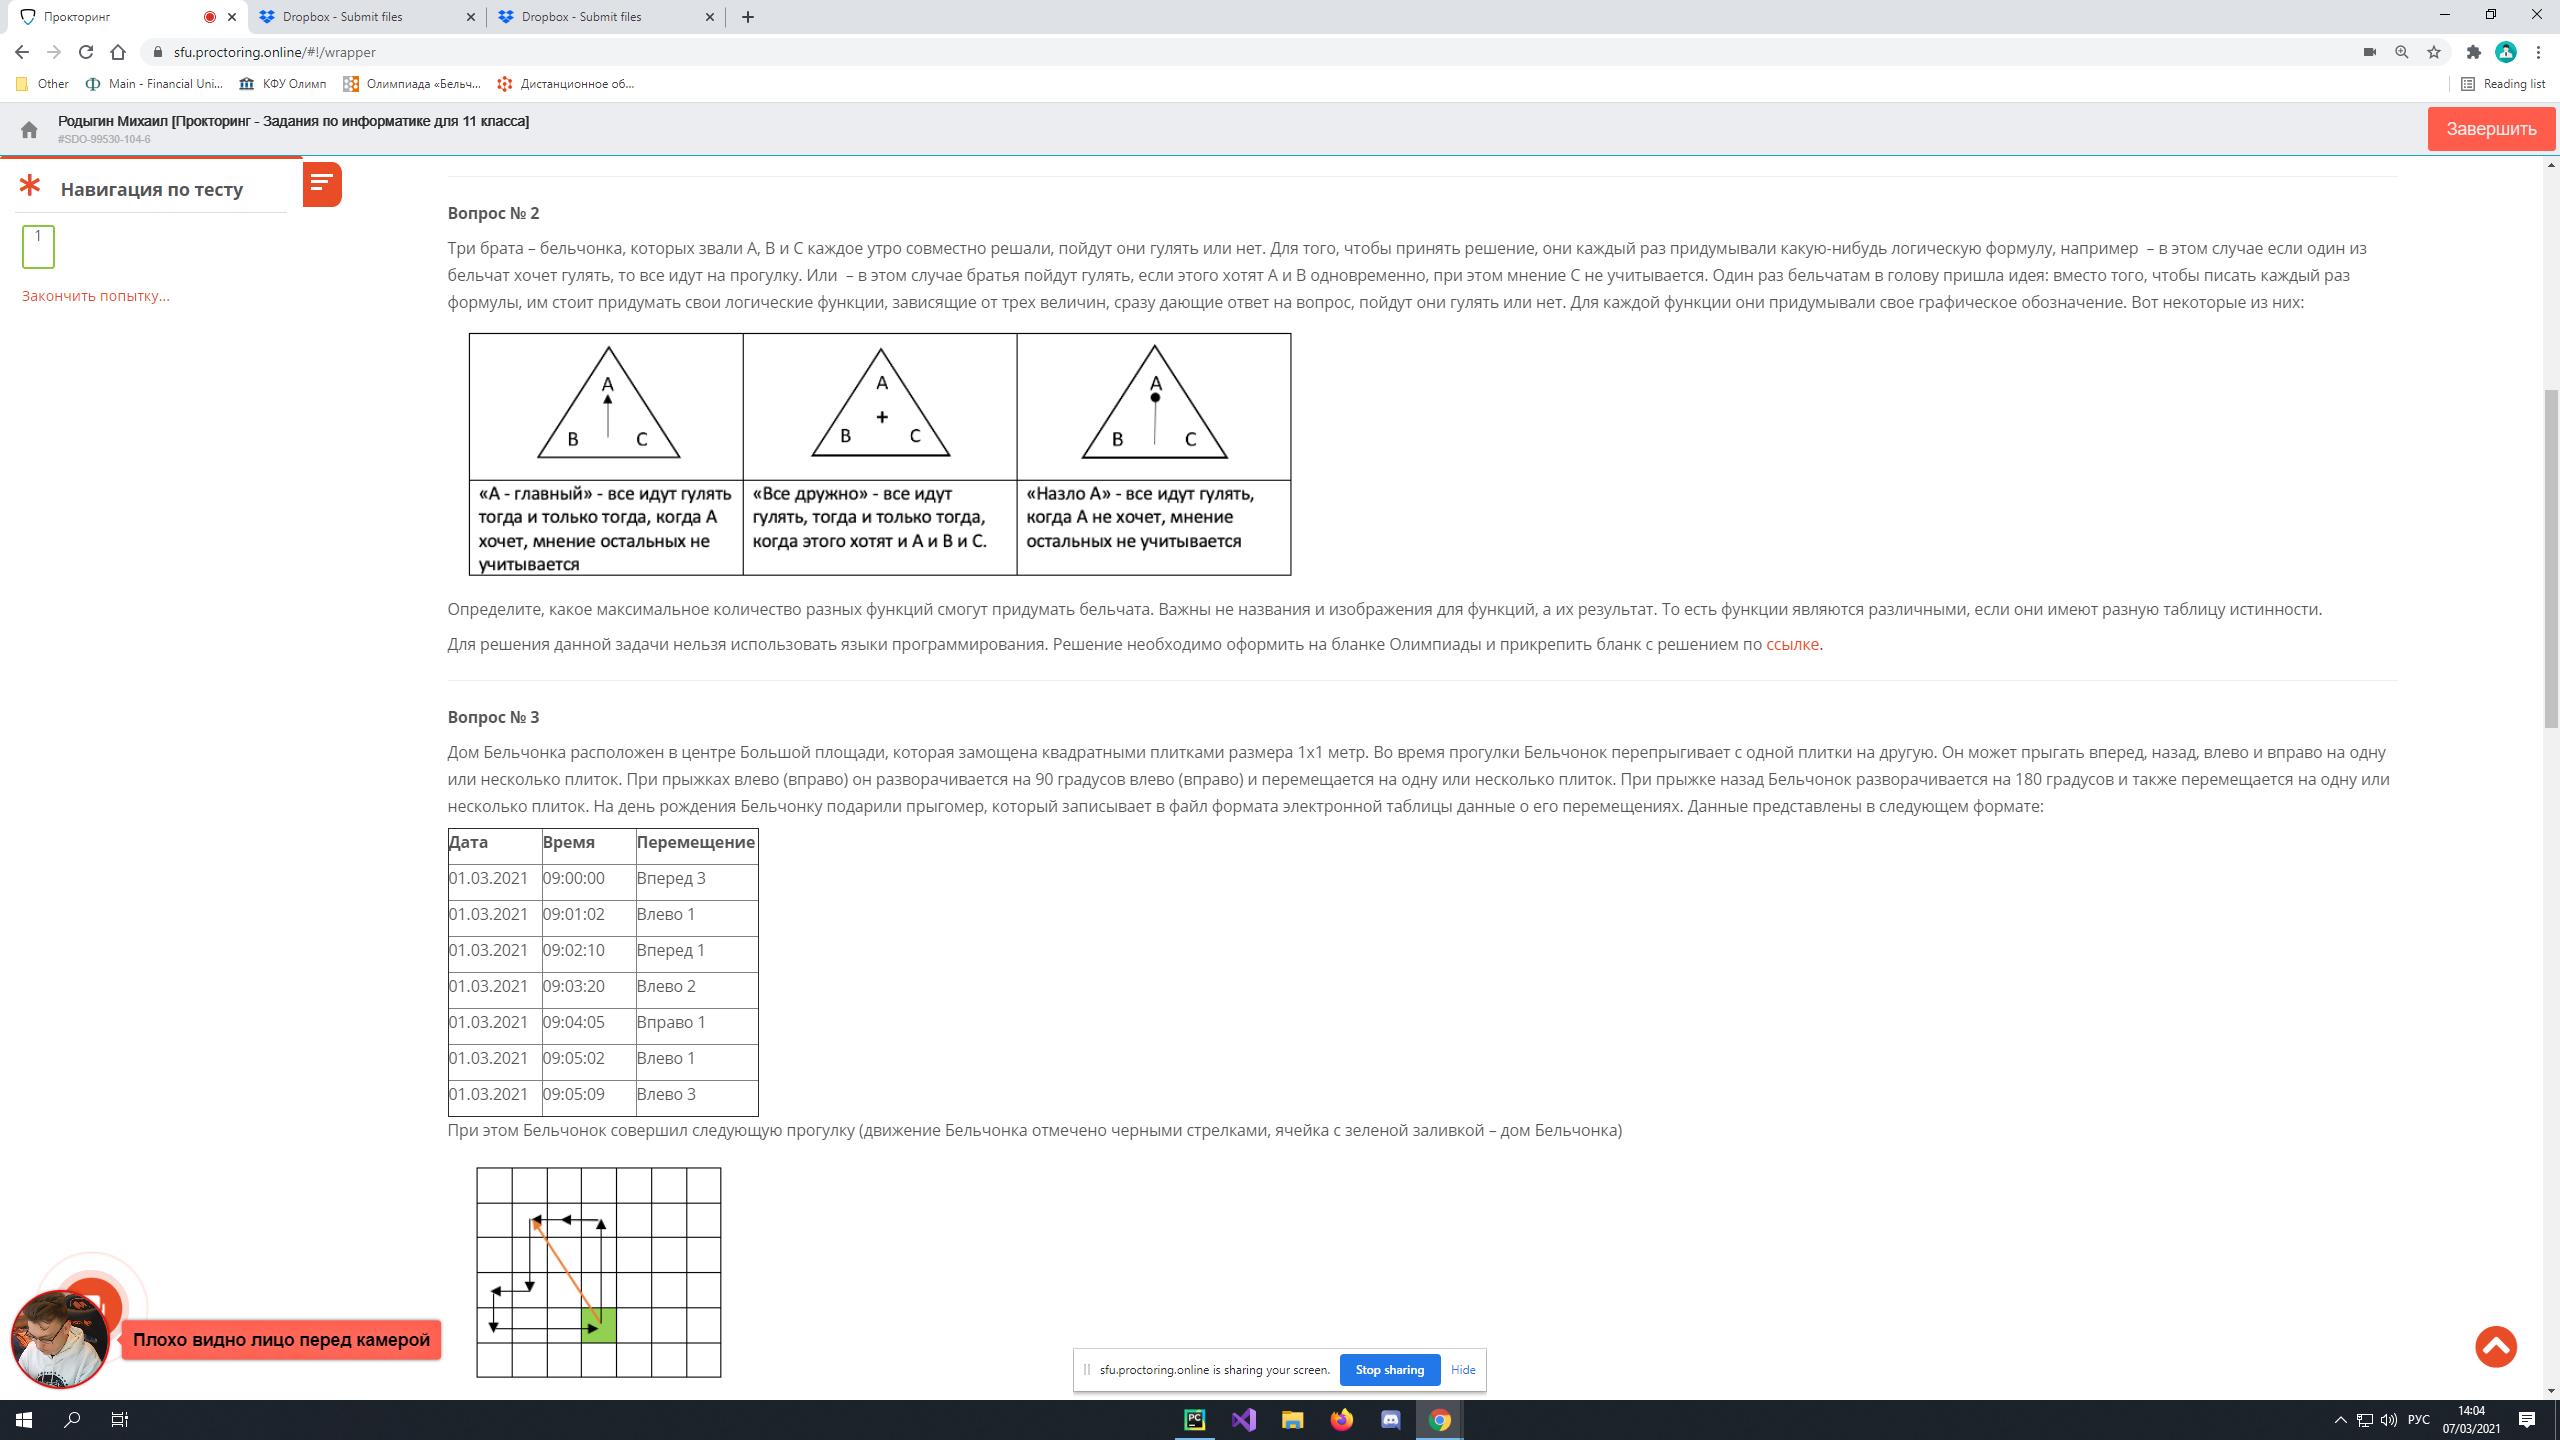 Прокторинг
Dropbox - Submit files
Dropbox - Submit files
sfu.proctoring.online/#!/wrapper
Other
Main - Financial Uni...
КФУ Олимп
Олимпиада «Бельч...
Дистанционное об...
Reading list
Родыгин Михаил [Прокторинг - Задания по информатике для 11 класса]
#SDO-99530-104-6
Завершить
Навигация по тесту
1
Закончить попытку...
Вопрос № 2
Три брата – бельчонка, которых звали А, В и С каждое утро совместно решали, пойдут они гулять или нет. Для того, чтобы принять решение, они каждый раз придумывали какую-нибудь логическую формулу, например  – в этом случае если один из
бельчат хочет гулять, то все идут на прогулку. Или  – в этом случае братья пойдут гулять, если этого хотят А и В одновременно, при этом мнение С не учитывается. Один раз бельчатам в голову пришла идея: вместо того, чтобы писать каждый раз
формулы, им стоит придумать свои логические функции, зависящие от трех величин, сразу дающие ответ на вопрос, пойдут они гулять или нет. Для каждой функции они придумывали свое графическое обозначение. Вот некоторые из них:
A
B C
A
+
B C
A
B C
«А - главный» - все идут гулять
тогда и только тогда, когда А
хочет, мнение остальных не
учитывается
«Все дружно» - все идут
гулять, тогда и только тогда,
когда этого хотят и А и В и С.
«Назло А» - все идут гулять,
когда А не хочет, мнение
остальных не учитывается
Определите, какое максимальное количество разных функций смогут придумать бельчата. Важны не названия и изображения для функций, а их результат. То есть функции являются различными, если они имеют разную таблицу истинности.
Для решения данной задачи нельзя использовать языки программирования. Решение необходимо оформить на бланке Олимпиады и прикрепить бланк с решением по ссылке.
Вопрос № 3
Дом Бельчонка расположен в центре Большой площади, которая замощена квадратными плитками размера 1х1 метр. Во время прогулки Бельчонок перепрыгивает с одной плитки на другую. Он может прыгать вперед, назад, влево и вправо на одну
или несколько плиток. При прыжках влево (вправо) он разворачивается на 90 градусов влево (вправо) и перемещается на одну или несколько плиток. При прыжке назад Бельчонок разворачивается на 180 градусов и также перемещается на одну или
несколько плиток. На день рождения Бельчонку подарили прыгомер, который записывает в файл формата электронной таблицы данные о его перемещениях. Данные представлены в следующем формате:
Дата Время Перемещение
01.03.2021 09:00:00 Вперед 3
01.03.2021 09:01:02 Влево 1
01.03.2021 09:02:10 Вперед 1
01.03.2021 09:03:20 Влево 2
01.03.2021 09:04:05 Вправо 1
01.03.2021 09:05:02 Влево 1
01.03.2021 09:05:09 Влево 3
При этом Бельчонок совершил следующую прогулку (движение Бельчонка отмечено черными стрелками, ячейка с зеленой заливкой – дом Бельчонка)
Плохо видно лицо перед камерой
sfu.proctoring.online is sharing your screen.
Stop sharing
Hide
PC
РУС
14:04
07/03/2021